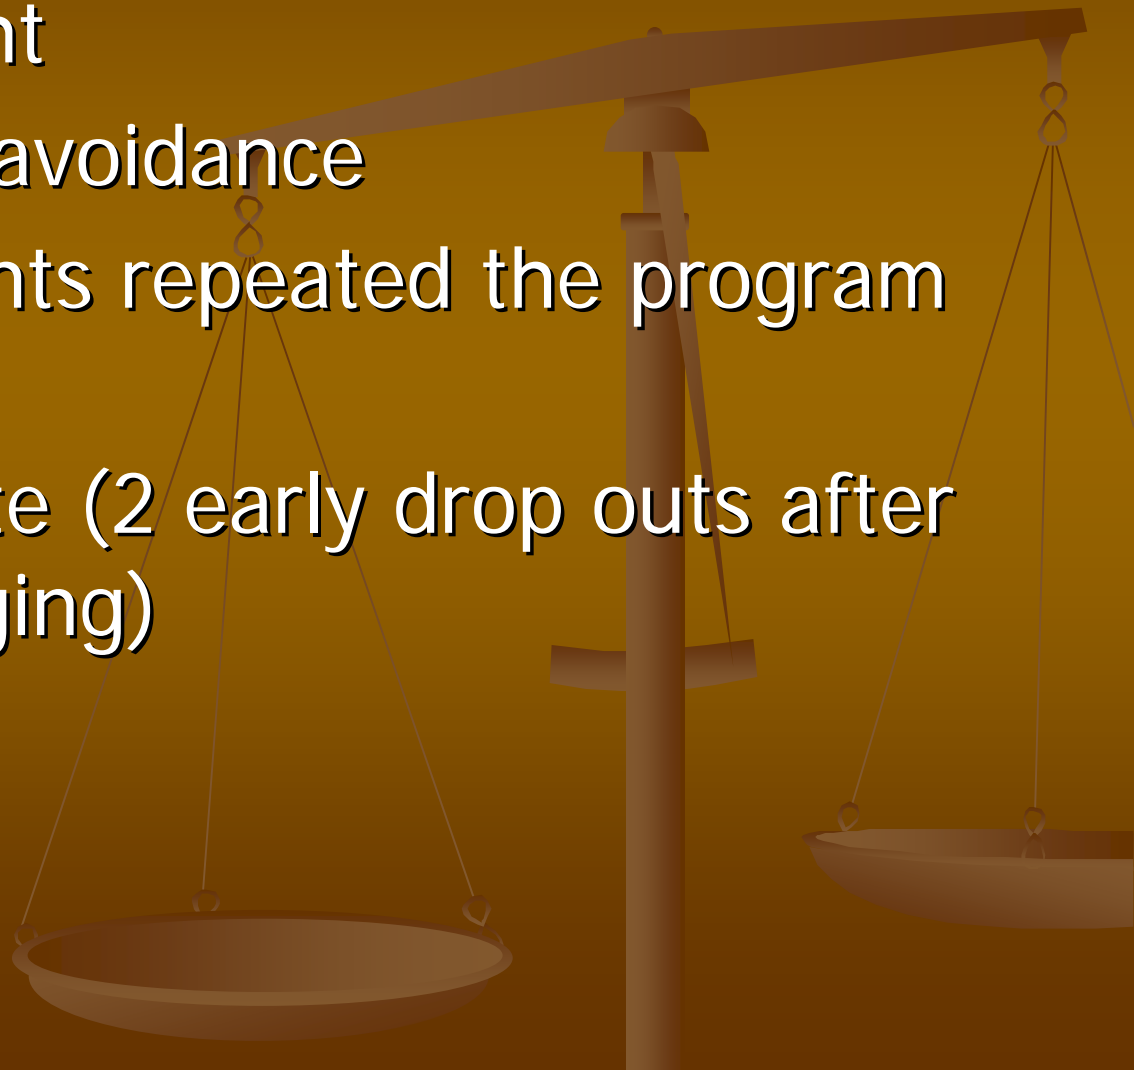 nt
avoidance
nts repeated the program
te (2 early drop outs after
ging)